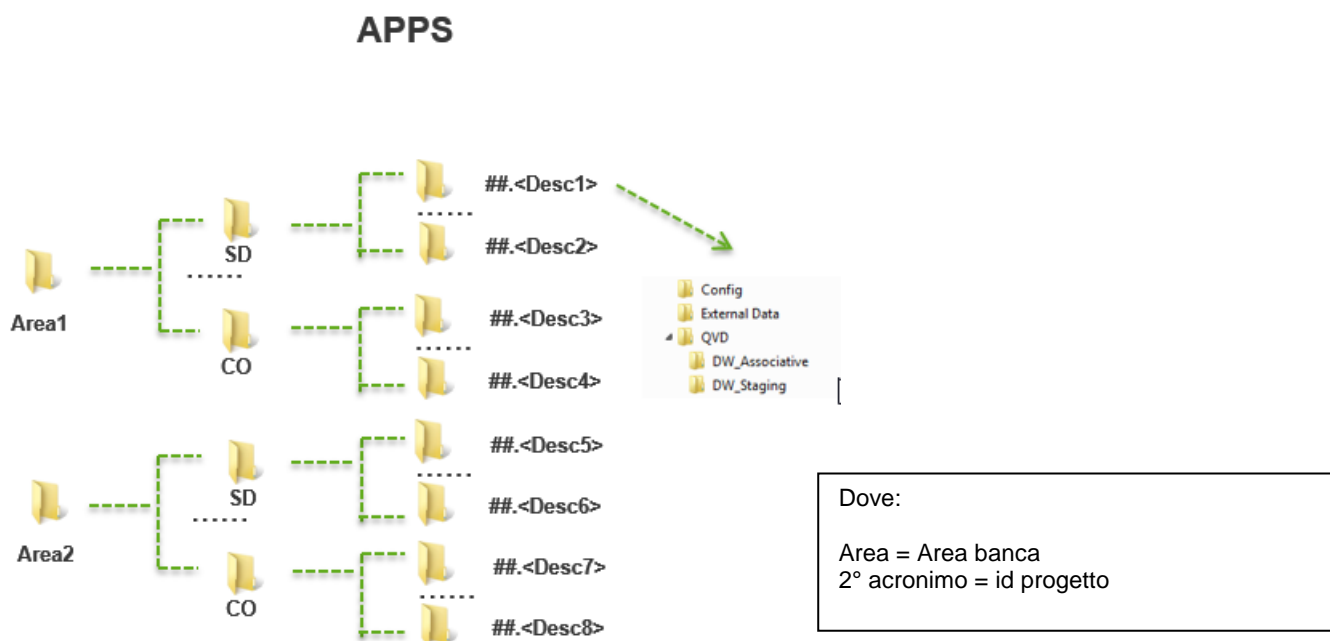 APPS
##.<Desc1>
##.<Desc2>
SD
Config
External Data
QVD
DW_Associative
DW_Staging
Area1
##.<Desc3>
CO
##.<Desc4>
##.<Desc5>
SD
##.<Desc6>
Area2
##.<Desc7>
CO
##.<Desc8>
Dove:
Area = Area banca
2° acronimo = id progetto